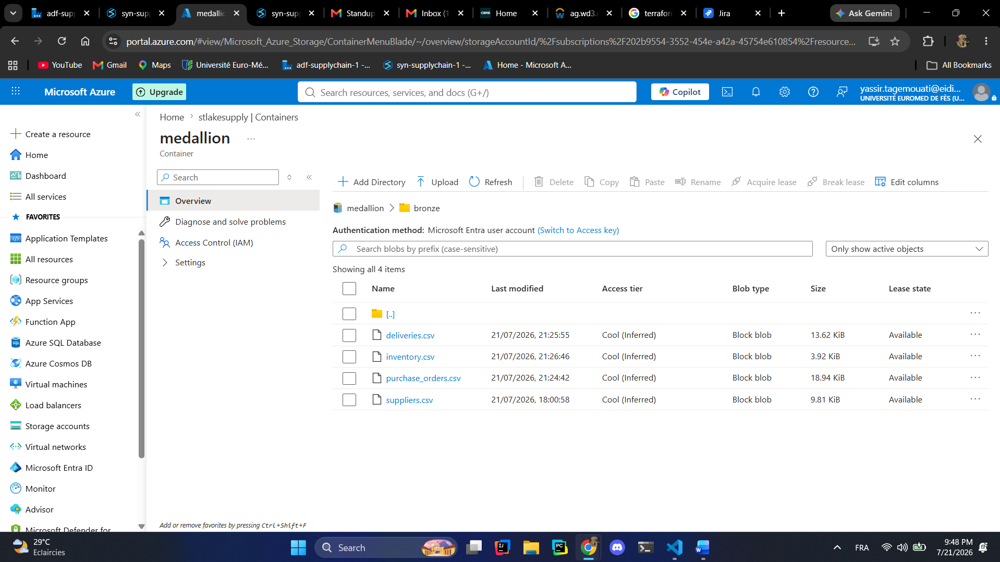 adf-supp
syn-supp
medallio
syn-supp
Standup
Inbox (1
CBRE
Home
ag.wd3.
terraform
Jira
Ask Gemini
portal.azure.com/#view/Microsoft_Azure_Storage/ContainerMenuBlade/~/overview/storageAccountId/%2Fsubscriptions%2F202b9554-3552-454e-a42a-45754e610854%2Fresource...
YouTube
Gmail
Maps
Université Euro-Mé...
adf-supplychain-1 -...
syn-supplychain-1 -...
Home - Microsoft A...
All Bookmarks
Microsoft Azure
Upgrade
Search resources, services, and docs (G+/)
Copilot
yassir.tagemouati@eidi...
UNIVERSITÉ EUROMED DE FÈS (U...
Create a resource
Home
Dashboard
All services
FAVORITES
Application Templates
All resources
Resource groups
App Services
Function App
Azure SQL Database
Azure Cosmos DB
Virtual machines
Load balancers
Storage accounts
Virtual networks
Microsoft Entra ID
Monitor
Advisor
Microsoft Defender for
Home
stlakesupply | Containers
medallion
...
Container
Search
Overview
Diagnose and solve problems
Access Control (IAM)
Settings
Add or remove favorites by pressing Ctrl+Shift+F
Add Directory
Upload
Refresh
Delete
Copy
Paste
Rename
Acquire lease
Break lease
Edit columns
medallion
bronze
Authentication method: Microsoft Entra user account (Switch to Access key)
Search blobs by prefix (case-sensitive)
Only show active objects
Showing all 4 items
Name Last modified Access tier Blob type Size Lease state
[..] ...
deliveries.csv 21/07/2026, 21:25:55 Cool (Inferred) Block blob 13.62 KiB Available ...
inventory.csv 21/07/2026, 21:26:46 Cool (Inferred) Block blob 3.92 KiB Available ...
purchase_orders.csv 21/07/2026, 21:24:42 Cool (Inferred) Block blob 18.94 KiB Available ...
suppliers.csv 21/07/2026, 18:00:58 Cool (Inferred) Block blob 9.81 KiB Available ...
29°C
Eclaircies
Search
FRA
9:48 PM
7/21/2026